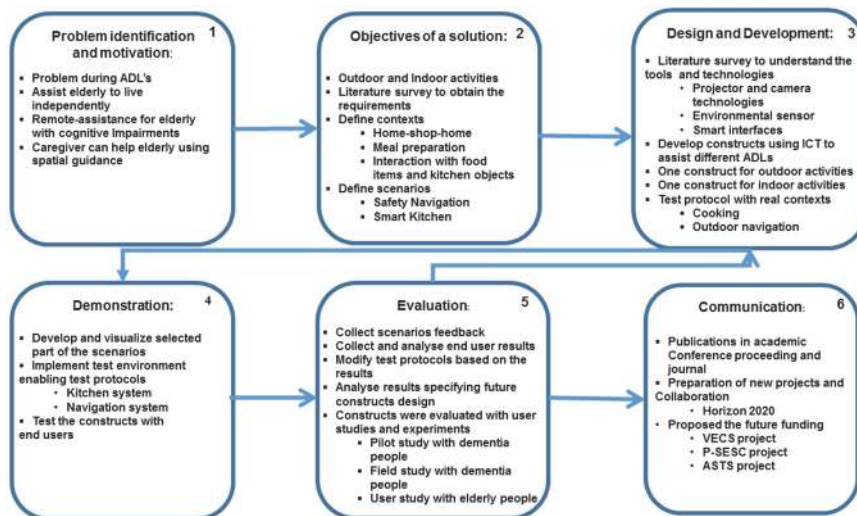 Problem identification 1
and motivation:
▪ Problem during ADL's
▪ Assist elderly to live
independently
▪ Remote-assistance for elderly
with cognitive Impairments
▪ Caregiver can help elderly using
spatial guidance
Objectives of a solution: 2
▪ Outdoor and Indoor activities
▪ Literature survey to obtain the
requirements
▪ Define contexts
• Home-shop-home
• Meal preparation
• Interaction with food
items and kitchen objects
▪ Define scenarios
• Safety Navigation
• Smart Kitchen
Design and Development: 3
▪ Literature survey to understand the
tools and technologies
• Projector and camera
technologies
• Environmental sensor
• Smart interfaces
▪ Develop constructs using ICT to
assist different ADLs
▪ One construct for outdoor activities
▪ One construct for indoor activities
▪ Test protocol with real contexts
• Cooking
• Outdoor navigation
Demonstration: 4
▪ Develop and visualize selected
part of the scenarios
▪ Implement test environment
enabling test protocols
• Kitchen system
• Navigation system
▪ Test the constructs with
end users
Evaluation: 5
▪ Collect scenarios feedback
▪ Collect and analyse end user results
▪ Modify test protocols based on the
results
▪ Analyse results specifying future
constructs design
▪ Constructs were evaluated with user
studies and experiments
• Pilot study with dementia
people
• Field study with dementia
people
• User study with elderly people
Communication: 6
▪ Publications in academic
Conference proceeding and
journal
▪ Preparation of new projects and
Collaboration
• Horizon 2020
▪ Proposed the future funding
• VECS project
• P-SESC project
• ASTS project